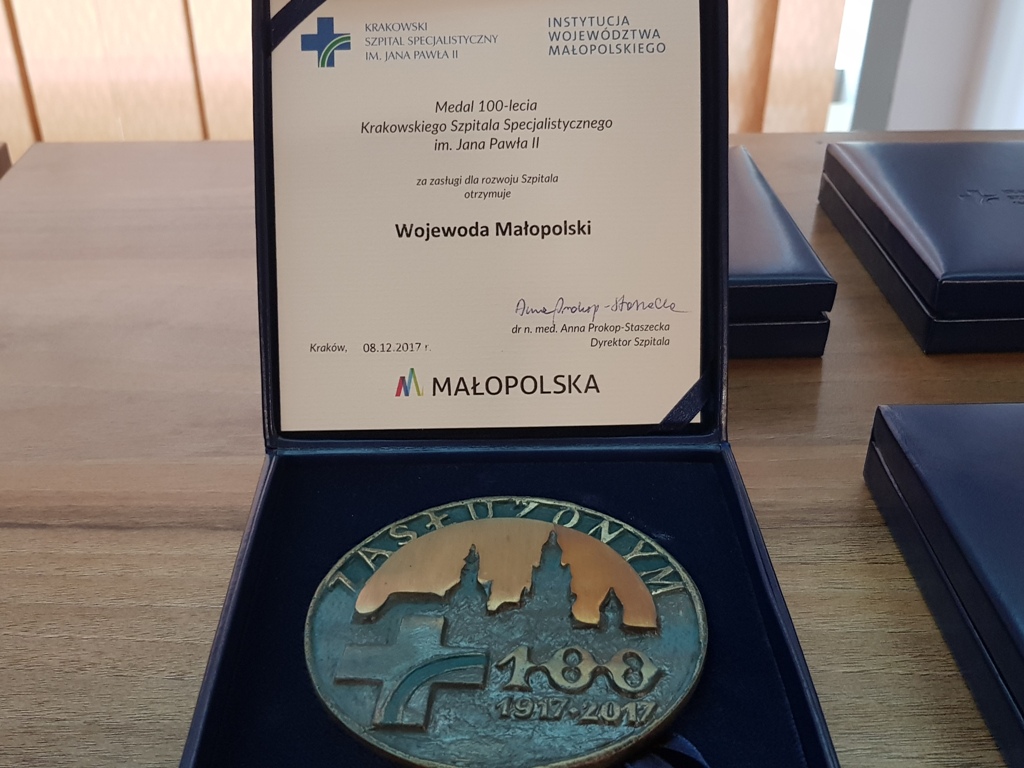 KRAKOWSKI
SZPITAL SPECJALISTYCZNY
IM. JANA PAWŁA II
INSTYTUCJA
WOJEWÓDZTWA
MAŁOPOLSKIEGO
Medal 100-lecia
Krakowskiego Szpitala Specjalistycznego
im. Jana Pawła II
za zasługi dla rozwoju Szpitala
otrzymuje
Wojewoda Małopolski
Anna Prokop-Staszecka
dr n. med. Anna Prokop-Staszecka
Dyrektor Szpitala
Kraków, 08.12.2017 r.
MAŁOPOLSKA
ZASŁUŻONYM
100
1917-2017